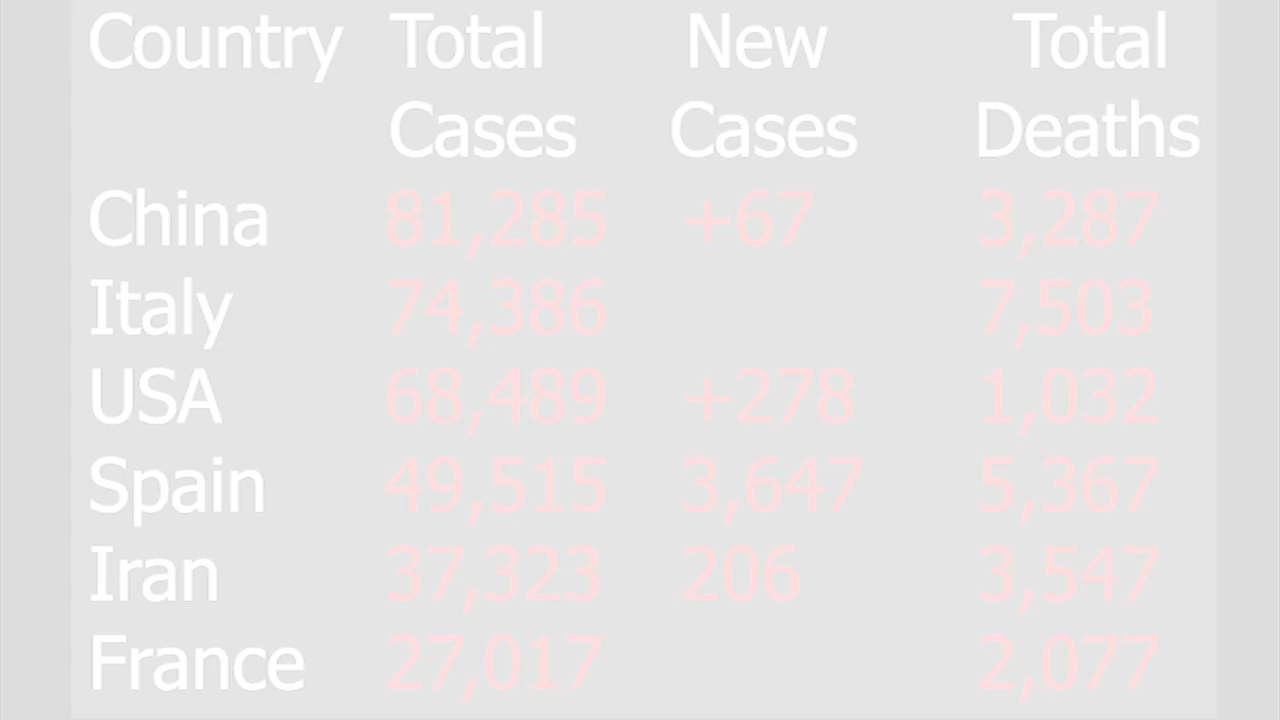 Country Total New Total
Cases Cases Deaths
China 81,285 +67 3,287
Italy 74,386 7,503
USA 68,489 +278 1,032
Spain 49,515 3,647 5,367
Iran 37,323 206 3,547
France 27,017 2,077